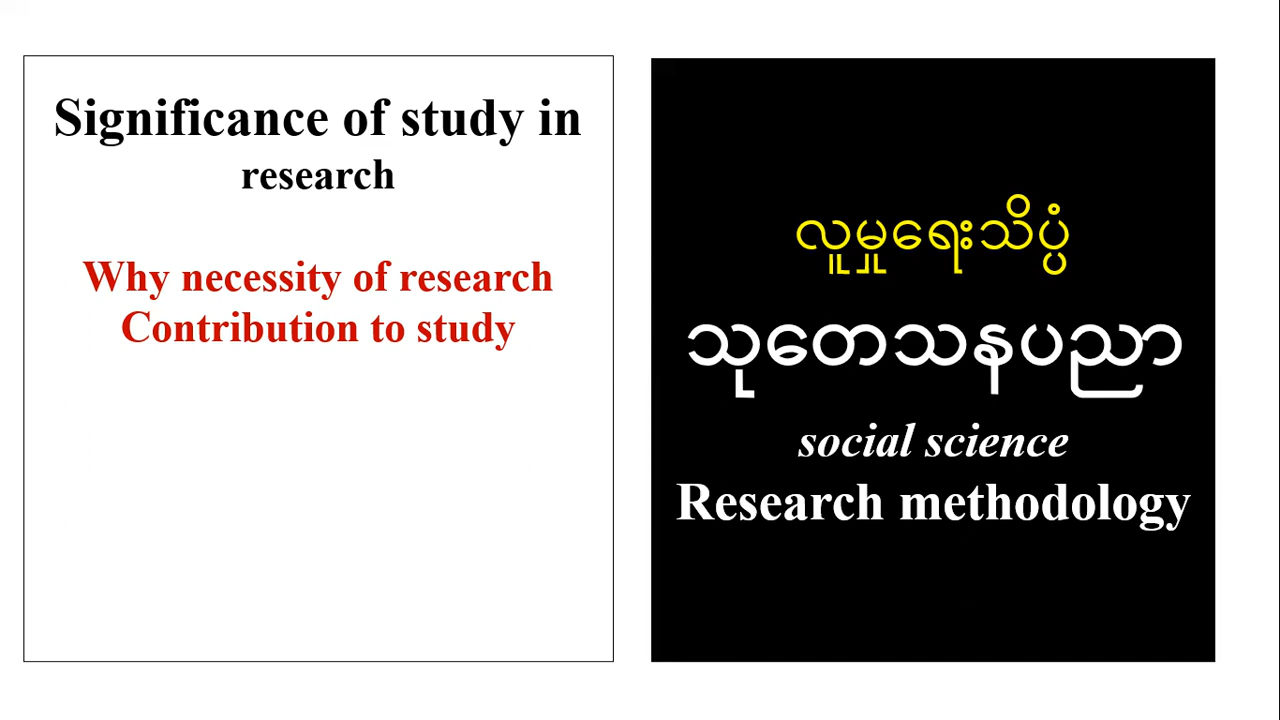 Significance of study in
research
Why necessity of research
Contribution to study
လူမှုရေးသိပ္ပံ
သုတေသနပညာ
social science
Research methodology